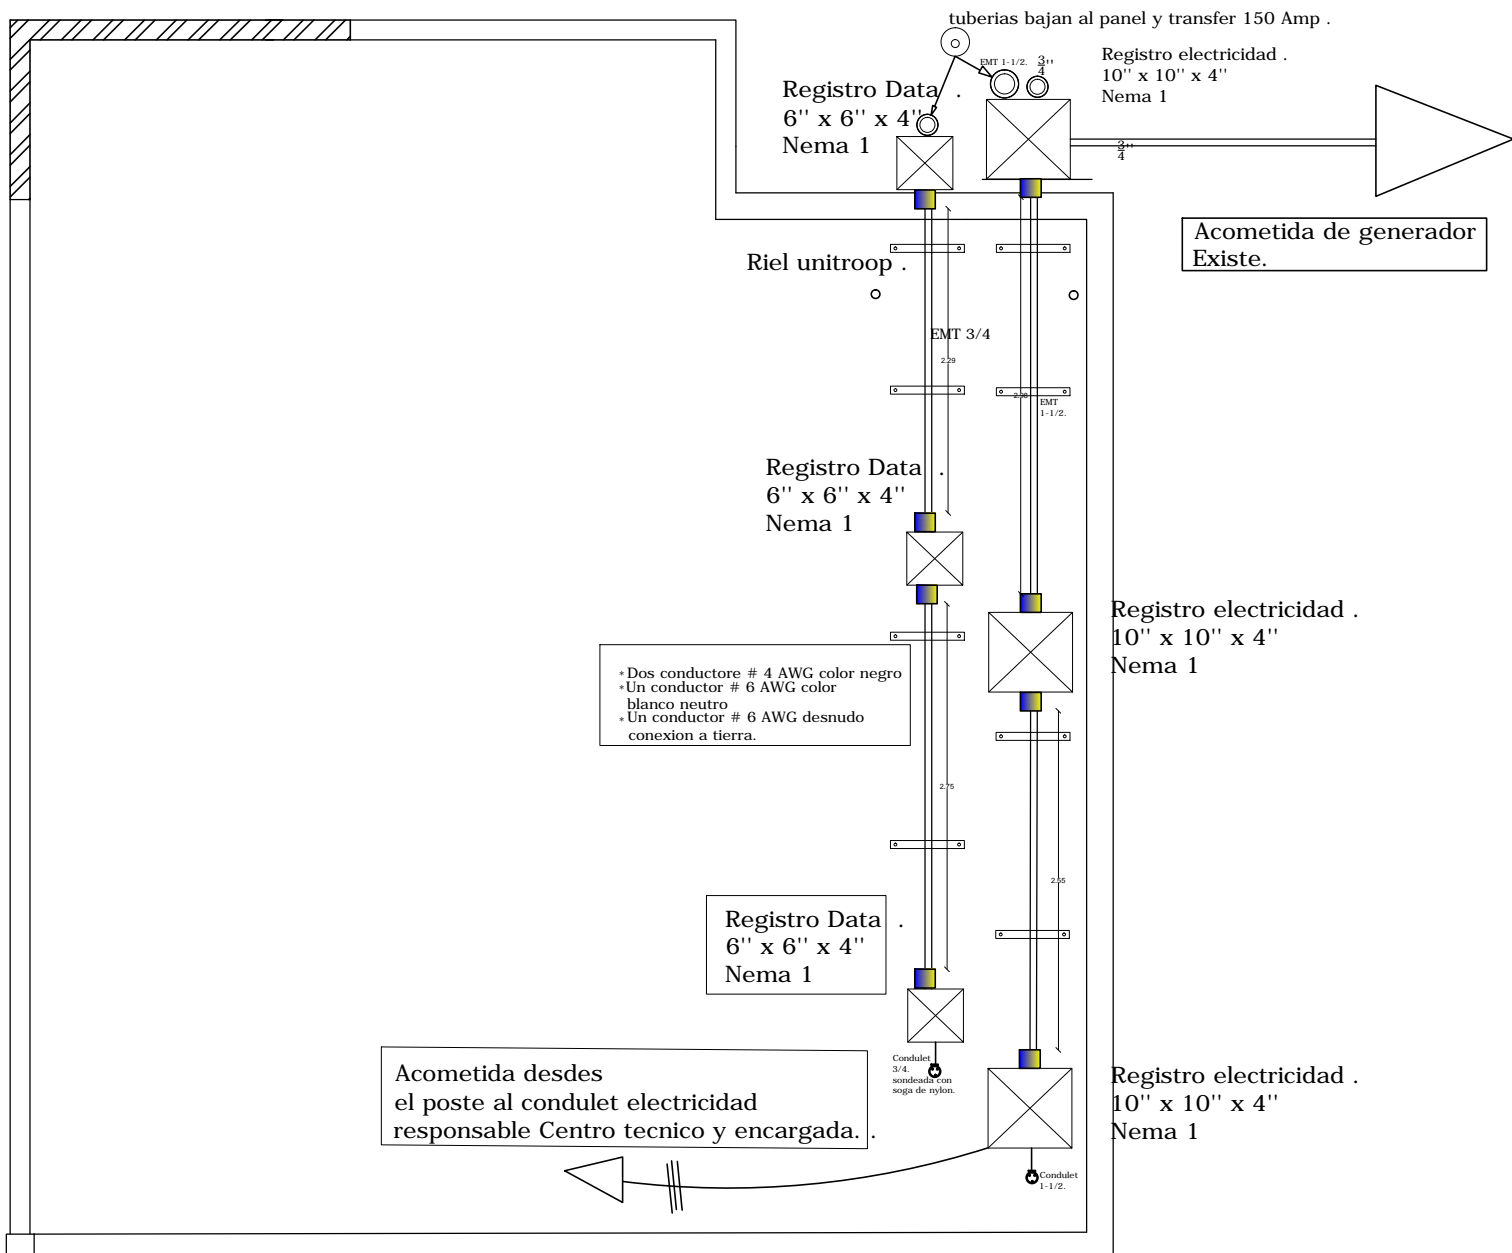 tuberias bajan al panel y transfer 150 Amp .
EMT 1-1/2.
3/4''
Registro electricidad .
10'' x 10'' x 4''
Nema 1
Registro Data .
6'' x 6'' x 4''
Nema 1
3/4''
Acometida de generador
Existe.
Riel unitroop .
EMT 3/4
2.29
2.98
EMT
1-1/2.
Registro Data .
6'' x 6'' x 4''
Nema 1
Registro electricidad .
10'' x 10'' x 4''
Nema 1
*Dos conductore # 4 AWG color negro
*Un conductor # 6 AWG color
blanco neutro
*Un conductor # 6 AWG desnudo
conexion a tierra.
2.75
2.55
Registro Data .
6'' x 6'' x 4''
Nema 1
Condulet
3/4.
sondeada con
soga de nylon.
Acometida desdes
el poste al condulet electricidad
responsable Centro tecnico y encargada. .
Registro electricidad .
10'' x 10'' x 4''
Nema 1
Condulet
1-1/2.